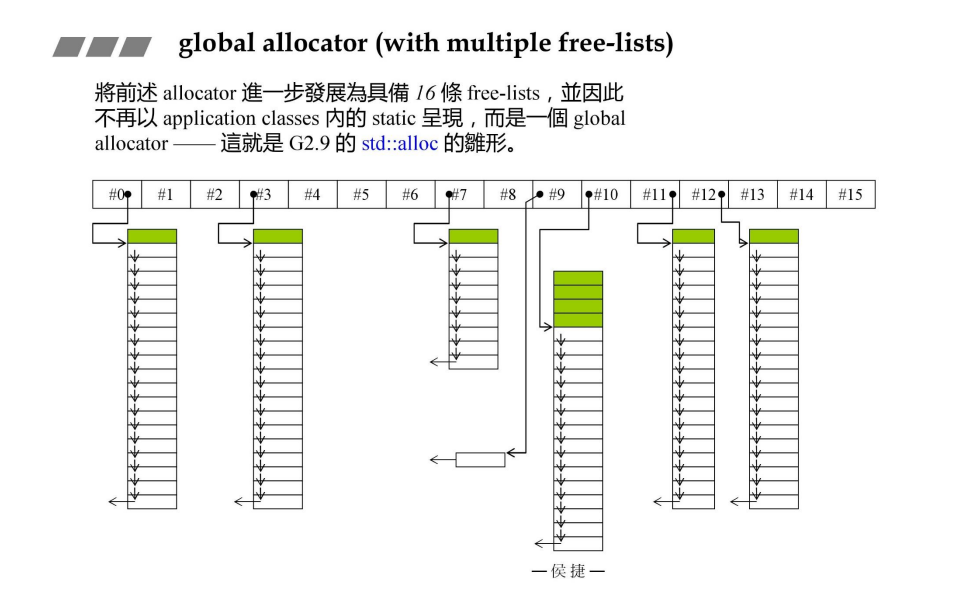 global allocator (with multiple free-lists)
將前述 allocator 進一步發展為具備 16 條 free-lists，並因此
不再以 application classes 內的 static 呈現，而是一個 global
allocator —— 這就是 G2.9 的 std::alloc 的雛形。
#0 #1 #2 #3 #4 #5 #6 #7 #8 #9 #10 #11 #12 #13 #14 #15
— 侯捷 —